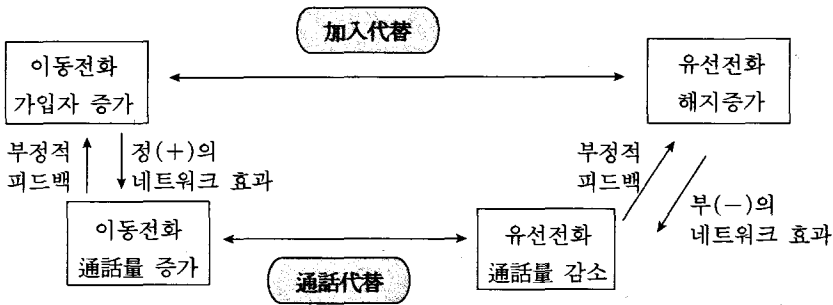 加入代替
이동전화
가입자 증가
유선전화
해지증가
부정적
피드백
정(+)의
네트워크 효과
부정적
피드백
부(-)의
네트워크 효과
이동전화
通話量 증가
유선전화
通話量 감소
通話代替